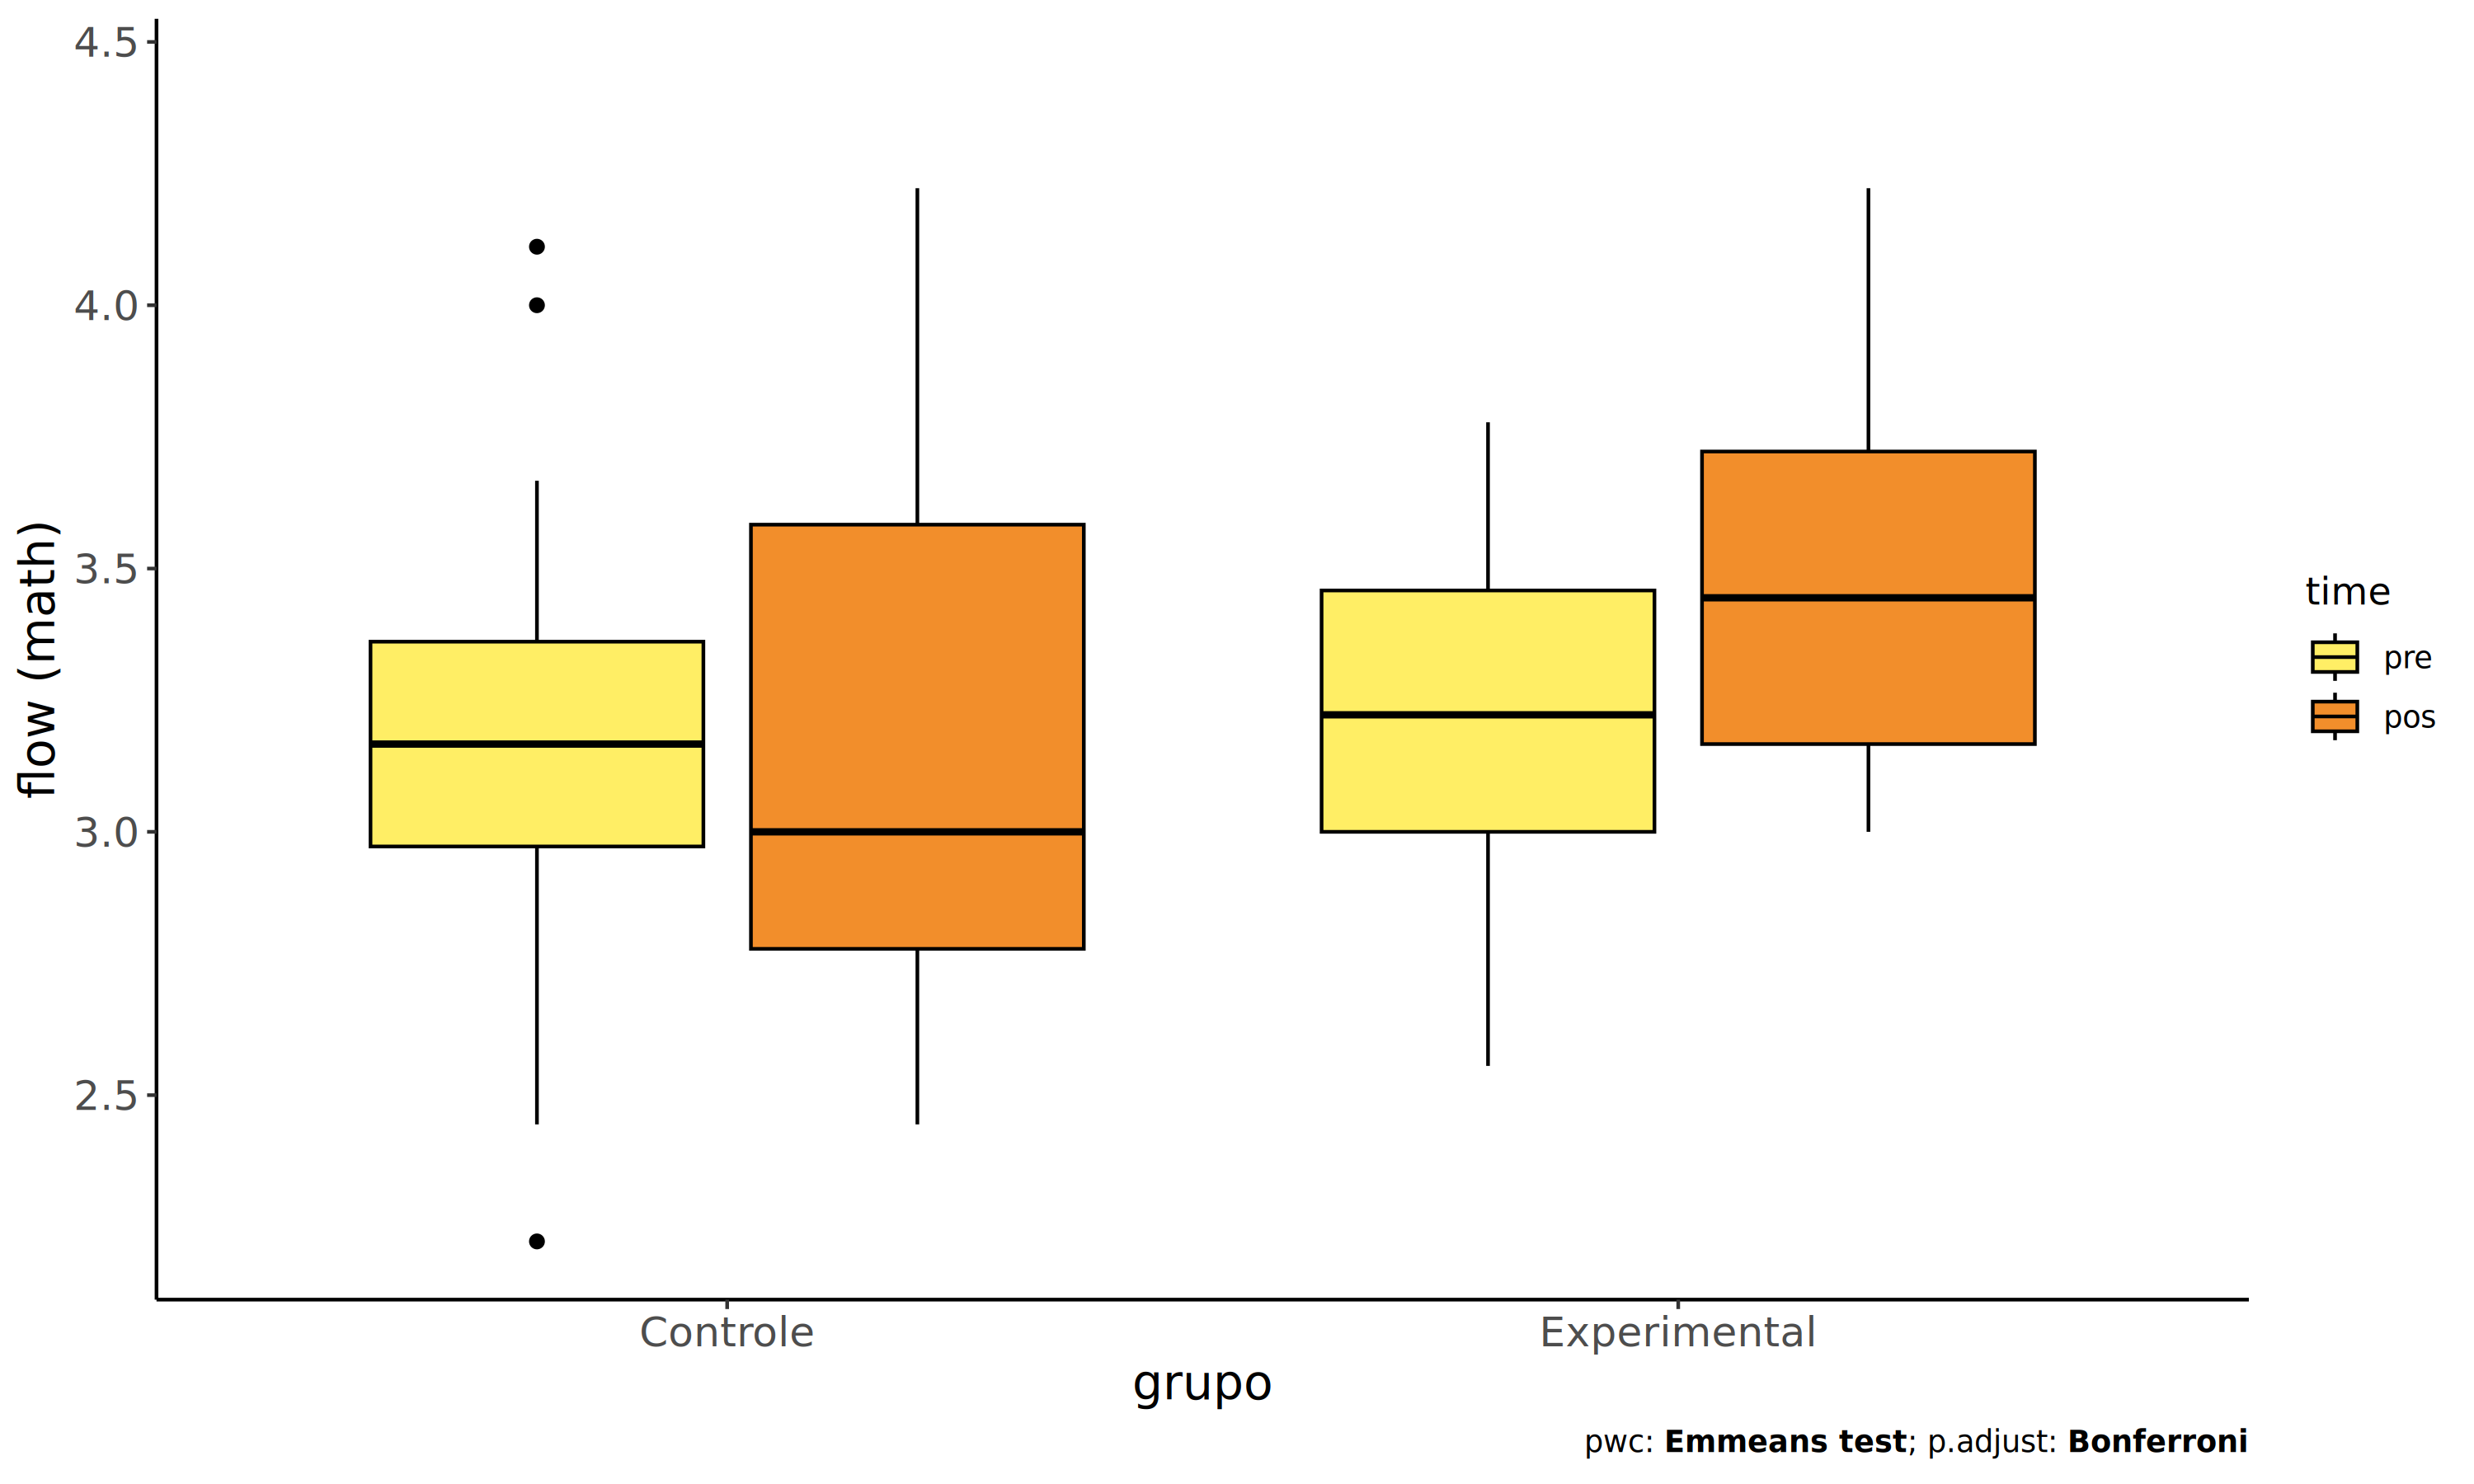 flow (math)
4.5
4.0
3.5
3.0
2.5
Controle
Experimental
grupo
time
pre
pos
pwc: Emmeans test; p.adjust: Bonferroni